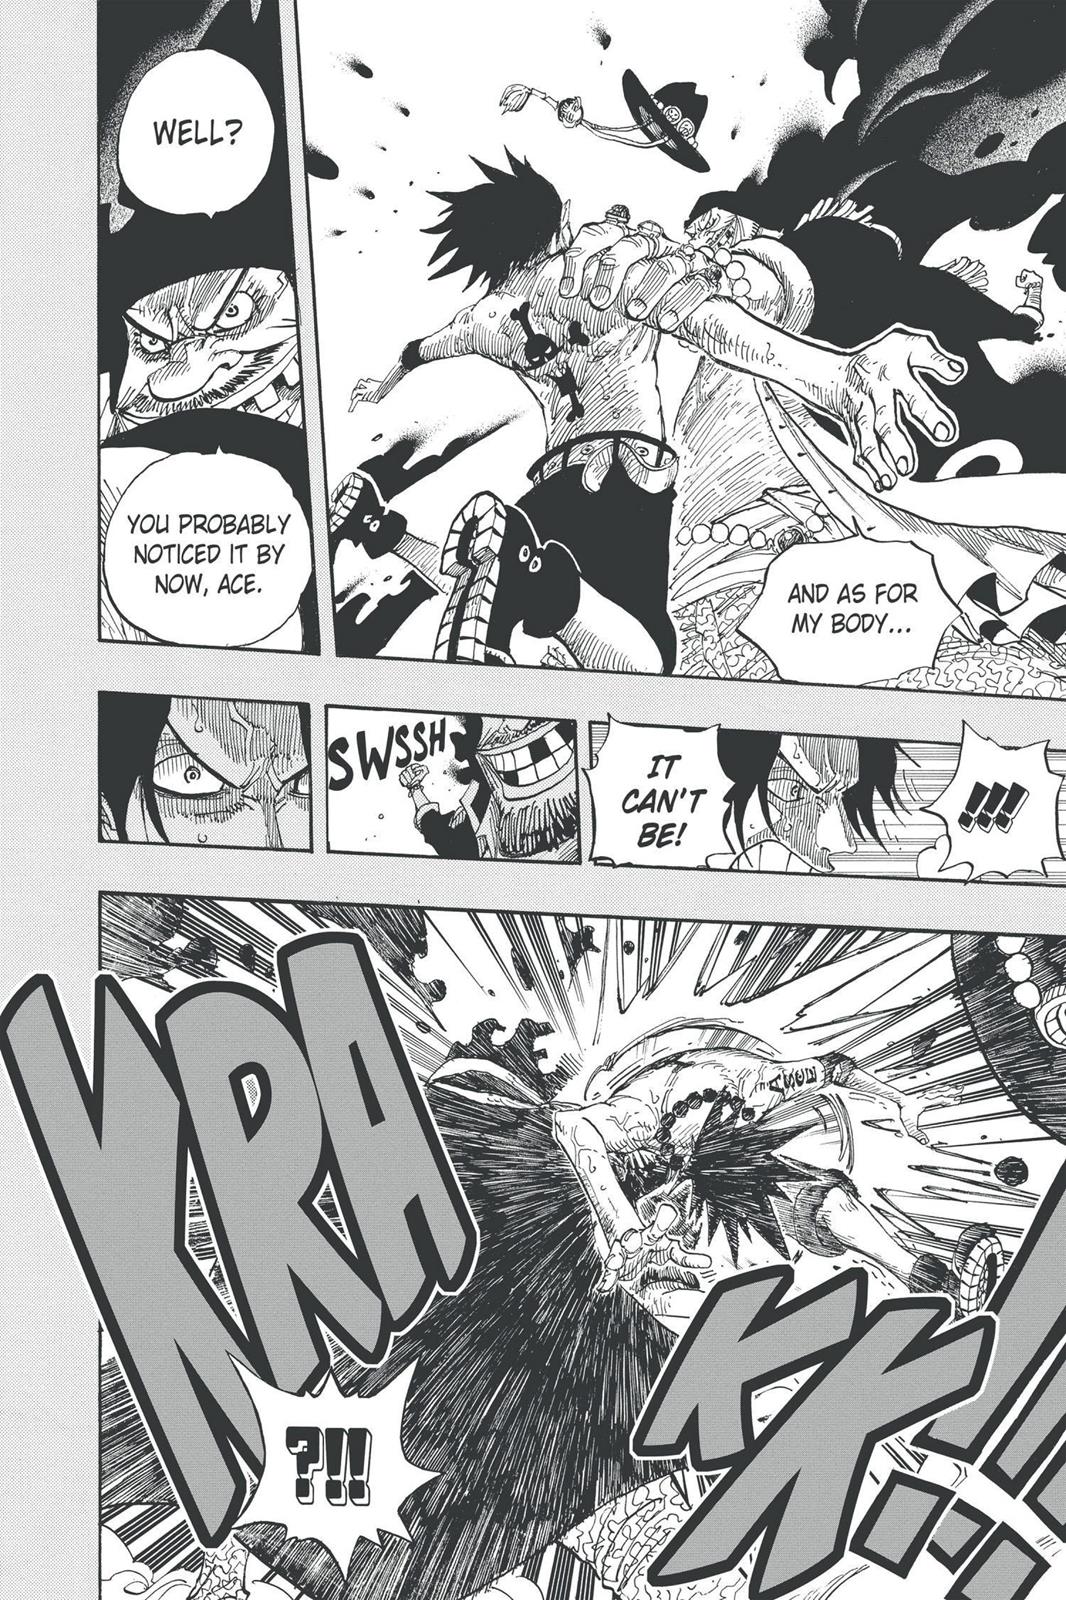 AND AS FOR
MY BODY...
WELL?
YOU PROBABLY
NOTICED IT BY
NOW, ACE.
!!!
IT
CAN'T
BE!
SWSSH
KRA
KK!!
ASCE
?!!